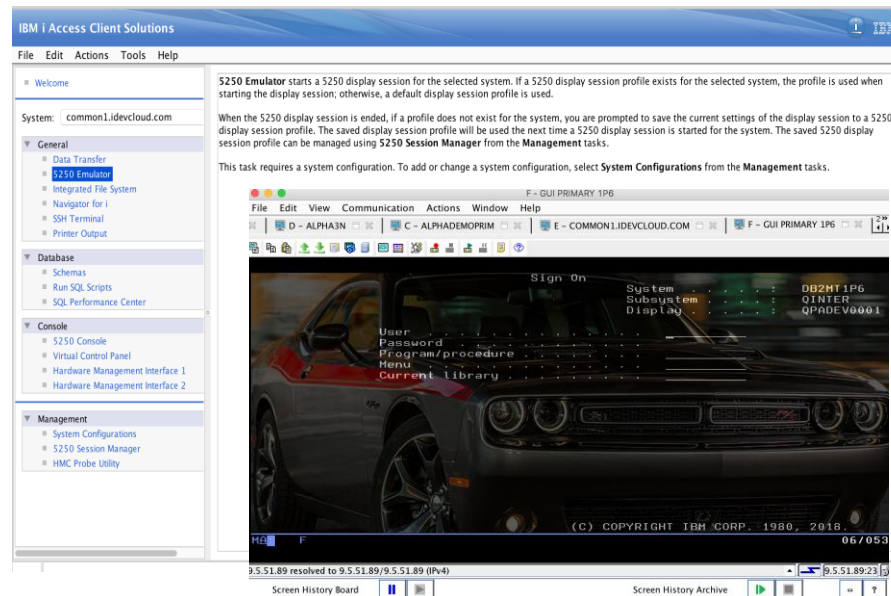 IBM i Access Client Solutions
File Edit Actions Tools Help
Welcome
System: common1.idevcloud.com
General
Data Transfer
5250 Emulator
Integrated File System
Navigator for i
SSH Terminal
Printer Output
Database
Schemas
Run SQL Scripts
SQL Performance Center
Console
5250 Console
Virtual Control Panel
Hardware Management Interface 1
Hardware Management Interface 2
Management
System Configurations
5250 Session Manager
HMC Probe Utility
5250 Emulator starts a 5250 display session for the selected system. If a 5250 display session profile exists for the selected system, the profile is used when
starting the display session; otherwise, a default display session profile is used.
When the 5250 display session is ended, if a profile does not exist for the system, you are prompted to save the current settings of the display session to a 5250
display session profile. The saved display session profile will be used the next time a 5250 display session is started for the system. The saved 5250 display
session profile can be managed using 5250 Session Manager from the Management tasks.
This task requires a system configuration. To add or change a system configuration, select System Configurations from the Management tasks.
F - GUI PRIMARY 1P6
File Edit View Communication Actions Window Help
D - ALPHA3N C - ALPHADEMOPRIM E - COMMON1.IDEVCLOUD.COM F - GUI PRIMARY 1P6
Sign On
System . . . . . : DB2MT1P6
Subsystem . . . . : QINTER
Display . . . . . : QPADEV0001
User . . . . . . . . . . . . . .
Password . . . . . . . . . . . .
Program/procedure . . . . . . . .
Menu . . . . . . . . . . . . . .
Current library . . . . . . . . .
(C) COPYRIGHT IBM CORP. 1980, 2018.
MA F 06/053
9.5.51.89 resolved to 9.5.51.89/9.5.51.89 (IPv4) 9.5.51.89:23
Screen History Board Screen History Archive